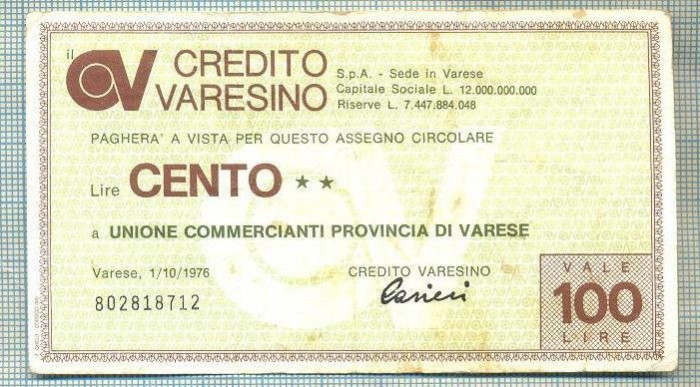 il CV CREDITO
VARESINO
S.p.A. - Sede in Varese
Capitale Sociale L. 12.000.000.000
Riserve L. 7.447.884.048
PAGHERA' A VISTA PER QUESTO ASSEGNO CIRCOLARE
Lire CENTO **
a UNIONE COMMERCIANTI PROVINCIA DI VARESE
Varese, 1/10/1976
CREDITO VARESINO
802818712
VALE
100
LIRE